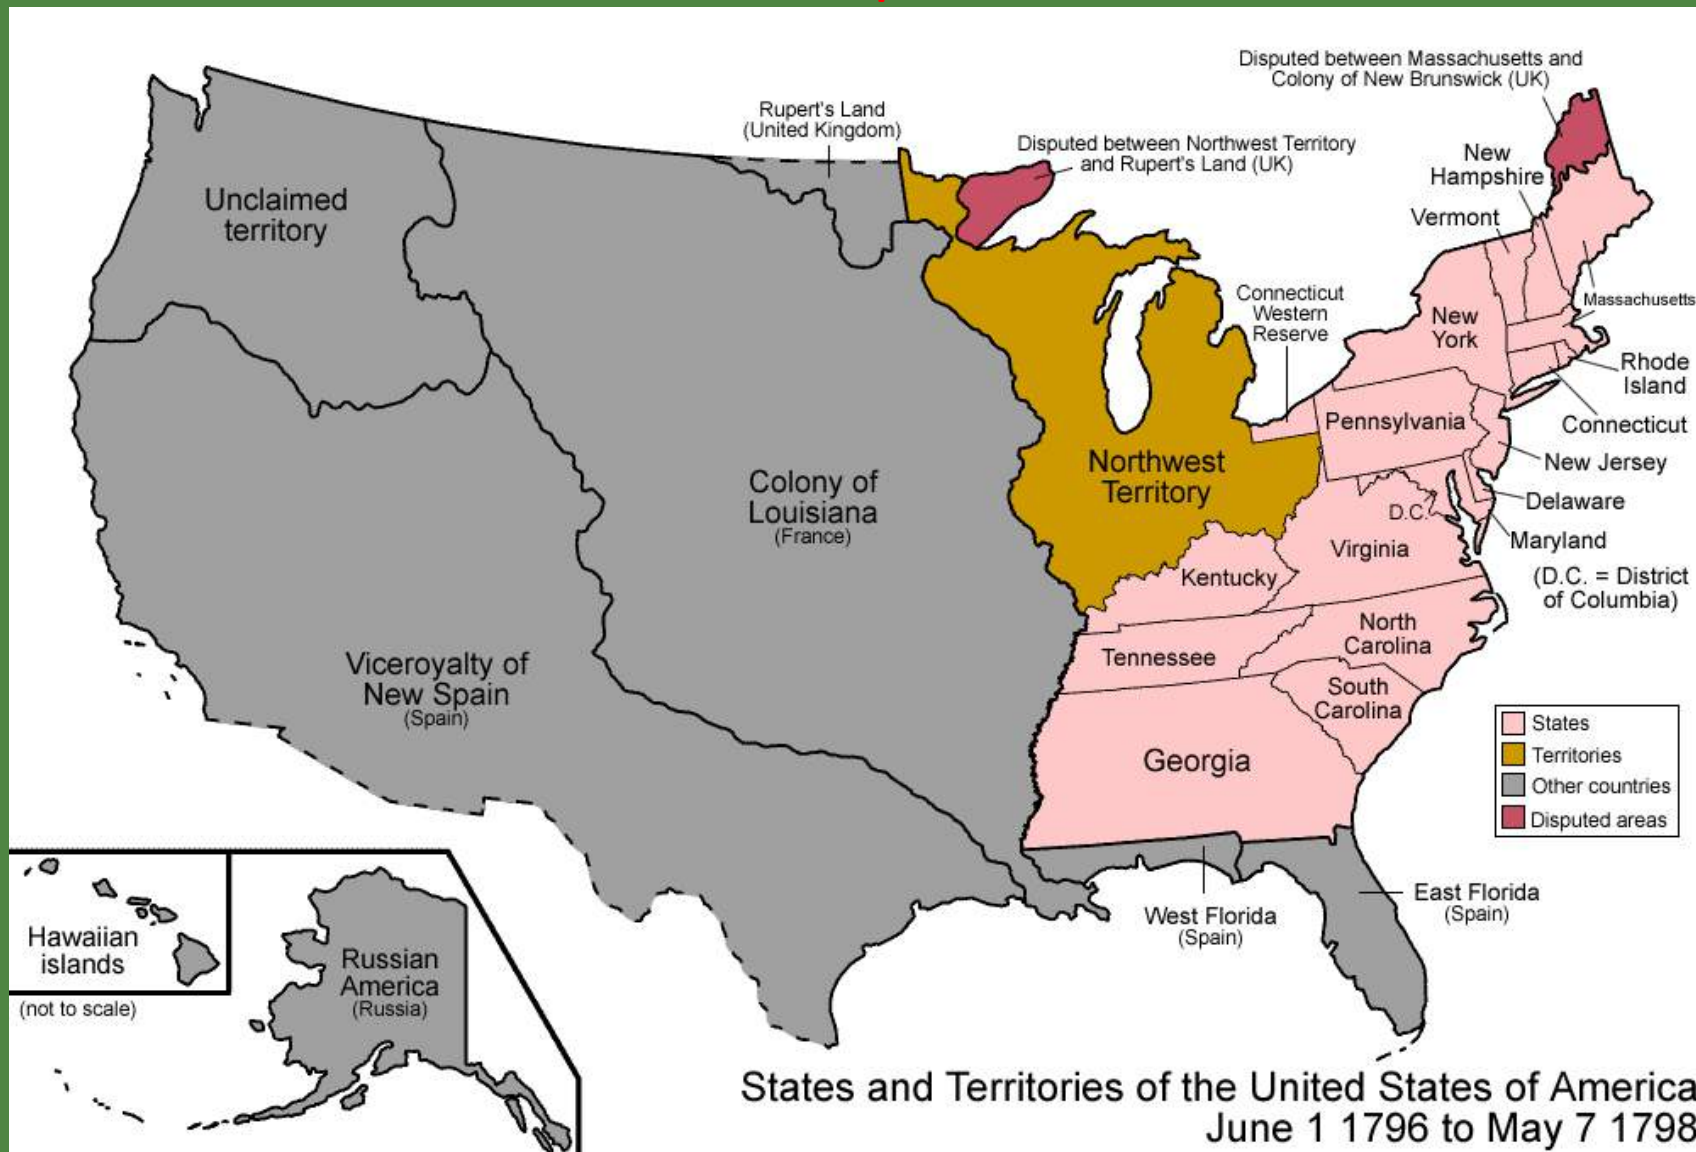 Disputed between Massachusetts and
Colony of New Brunswick (UK)
Rupert's Land
(United Kingdom)
Disputed between Northwest Territory
and Rupert's Land (UK)
New
Hampshire
Vermont
Unclaimed
territory
Connecticut
Western
Reserve
Massachusetts
New
York
Rhode
Island
Pennsylvania
Connecticut
Northwest
Territory
New Jersey
Colony of
Louisiana
(France)
Delaware
D.C.
Virginia
Maryland
Kentucky
(D.C. = District
of Columbia)
North
Carolina
Tennessee
Viceroyalty of
New Spain
(Spain)
South
Carolina
Georgia
States
Territories
Other countries
Disputed areas
East Florida
(Spain)
West Florida
(Spain)
Hawaiian
islands
(not to scale)
Russian
America
(Russia)
States and Territories of the United States of America
June 1 1796 to May 7 1798